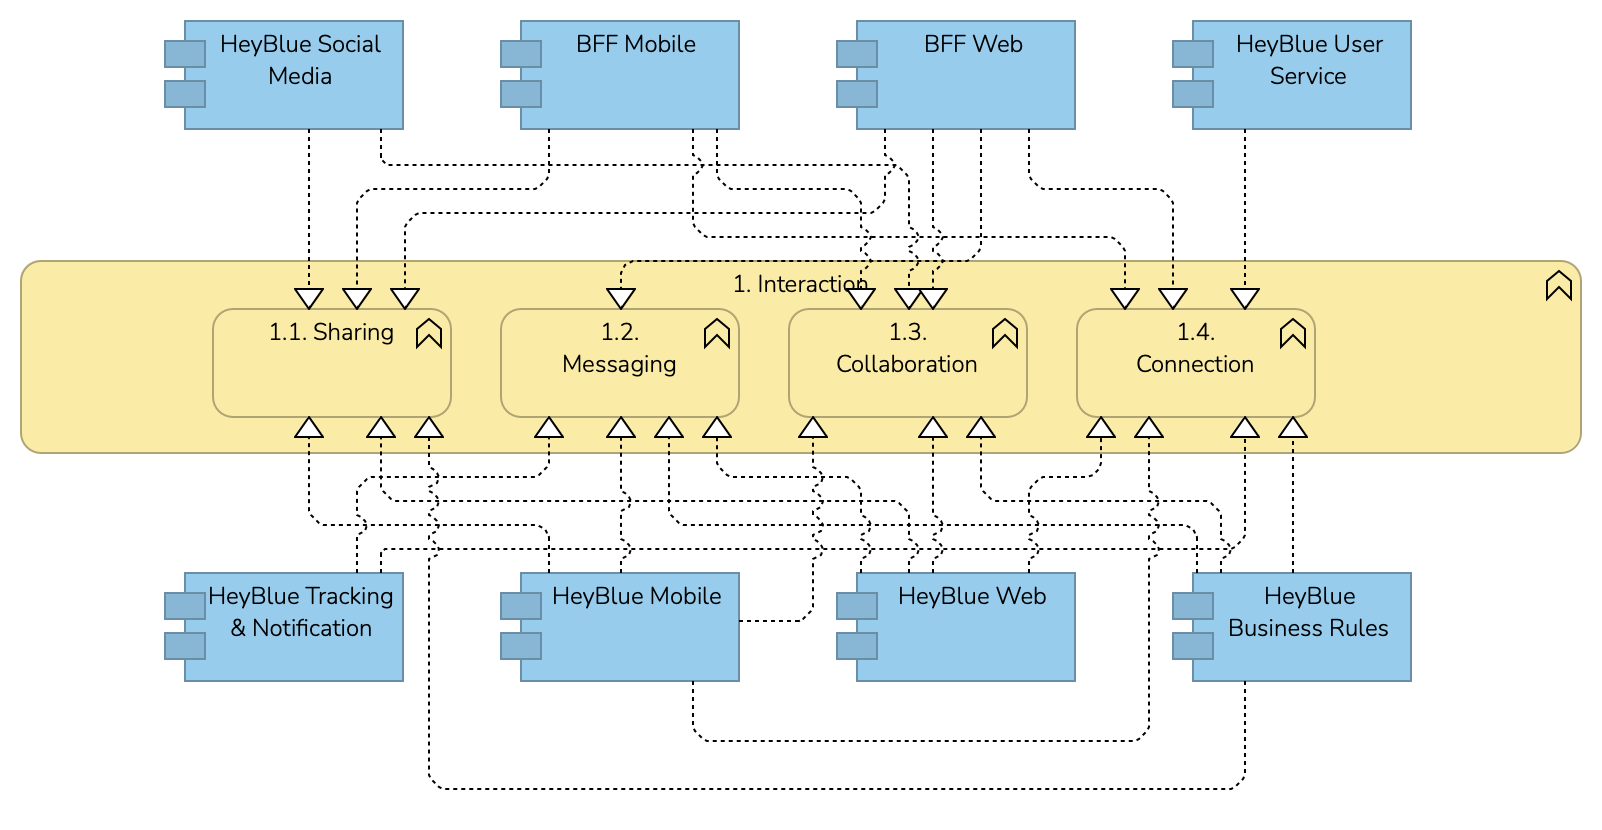 HeyBlue Social
Media
BFF Mobile
BFF Web
HeyBlue User
Service
1. Interaction
1.1. Sharing
1.2.
Messaging
1.3.
Collaboration
1.4.
Connection
HeyBlue Tracking
& Notification
HeyBlue Mobile
HeyBlue Web
HeyBlue
Business Rules